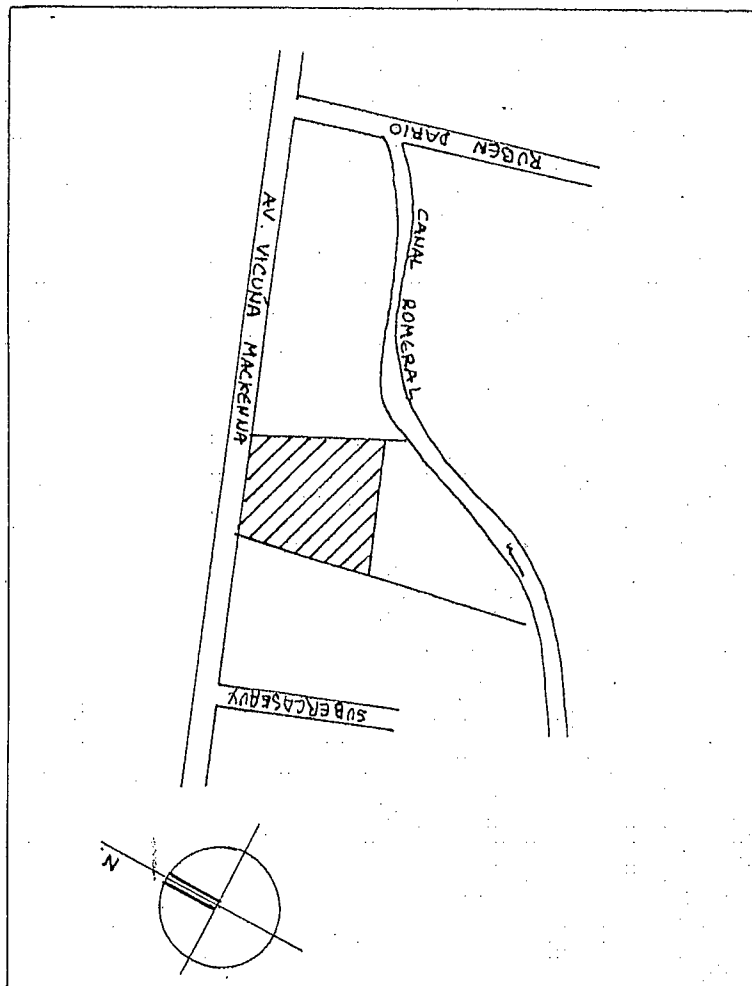 RUBEN DARIO
CANAL ROMERAL
AV. VICUÑA MACKENNA
SUBERCASEAUX
N.